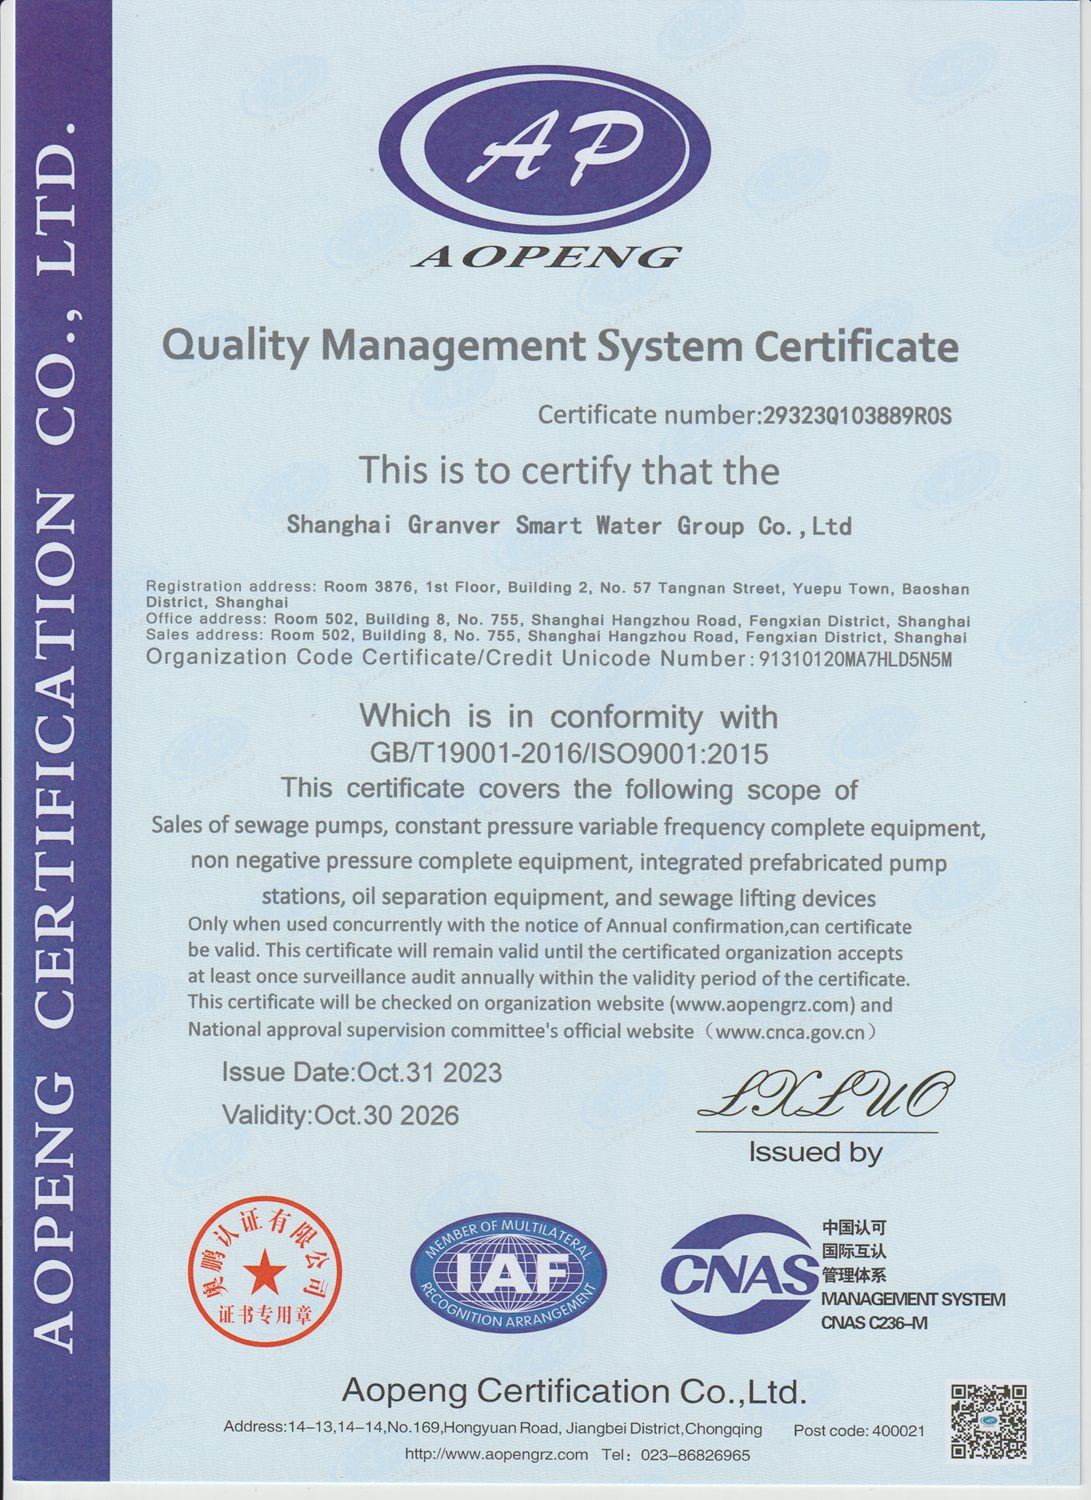 AOPENG CERTIFICATION CO., LTD.
AP
AOPENG
Quality Management System Certificate
Certificate number:29323Q103889R0S
This is to certify that the
Shanghai Granver Smart Water Group Co.,Ltd
Registration address: Room 3876, 1st Floor, Building 2, No. 57 Tangnan Street, Yuepu Town, Baoshan
District, Shanghai
Office address: Room 502, Building 8, No. 755, Shanghai Hangzhou Road, Fengxian District, Shanghai
Sales address: Room 502, Building 8, No. 755, Shanghai Hangzhou Road, Fengxian District, Shanghai
Organization Code Certificate/Credit Unicode Number:91310120MA7HLD5N5M
Which is in conformity with
GB/T19001-2016/ISO9001:2015
This certificate covers the following scope of
Sales of sewage pumps, constant pressure variable frequency complete equipment,
non negative pressure complete equipment, integrated prefabricated pump
stations, oil separation equipment, and sewage lifting devices
Only when used concurrently with the notice of Annual confirmation,can certificate
be valid. This certificate will remain valid until the certificated organization accepts
at least once surveillance audit annually within the validity period of the certificate.
This certificate will be checked on organization website (www.aopengrz.com) and
National approval supervision committee's official website（www.cnca.gov.cn）
Issue Date:Oct.31 2023
Validity:Oct.30 2026
LXLUO
Issued by
奥鹏认证有限公司
证书专用章
MEMBER OF MULTILATERAL
IAF
RECOGNITION ARRANGEMENT
CNAS
中国认可
国际互认
管理体系
MANAGEMENT SYSTEM
CNAS C236-M
Aopeng Certification Co.,Ltd.
Address:14-13,14-14,No.169,Hongyuan Road, Jiangbei District,Chongqing Post code: 400021
http://www.aopengrz.com Tel：023-86826965